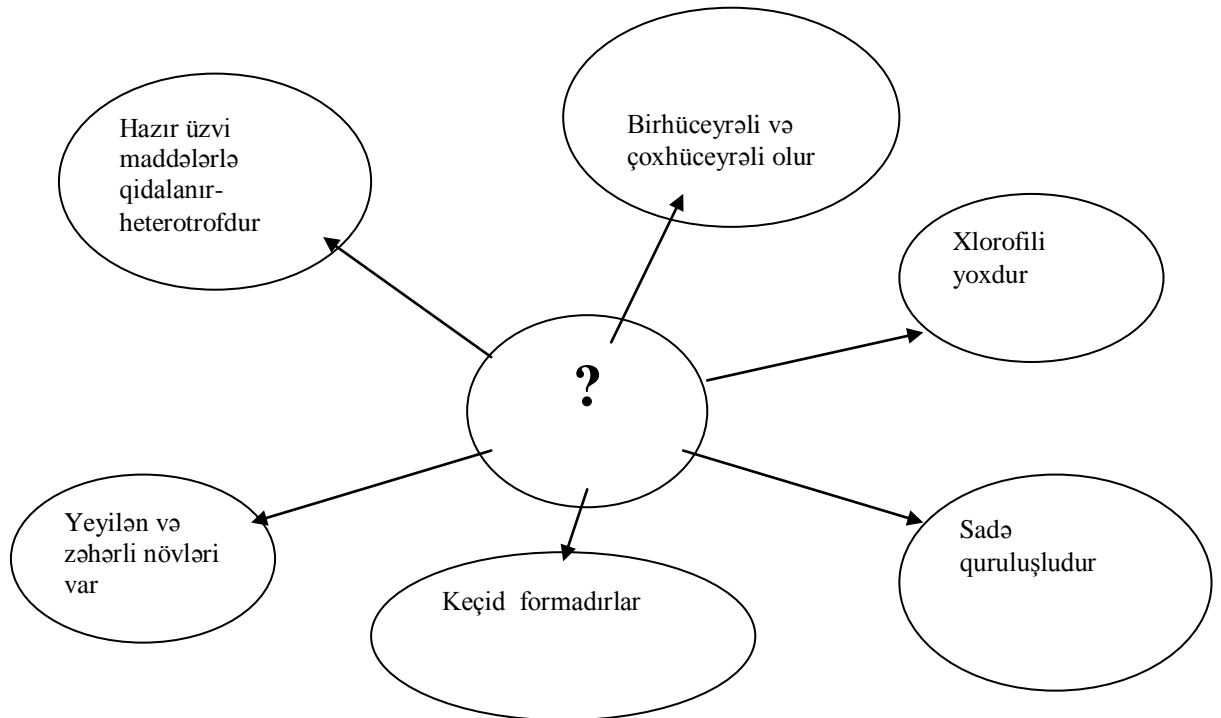 Hazır üzvi
maddələrlə
qidalanır-
heterotrofdur
Birhüceyrəli və
çoxhüceyrəli olur
Xlorofili
yoxdur
?
Yeyilən və
zəhərli növləri
var
Keçid formadırlar
Sadə
quruluşludur